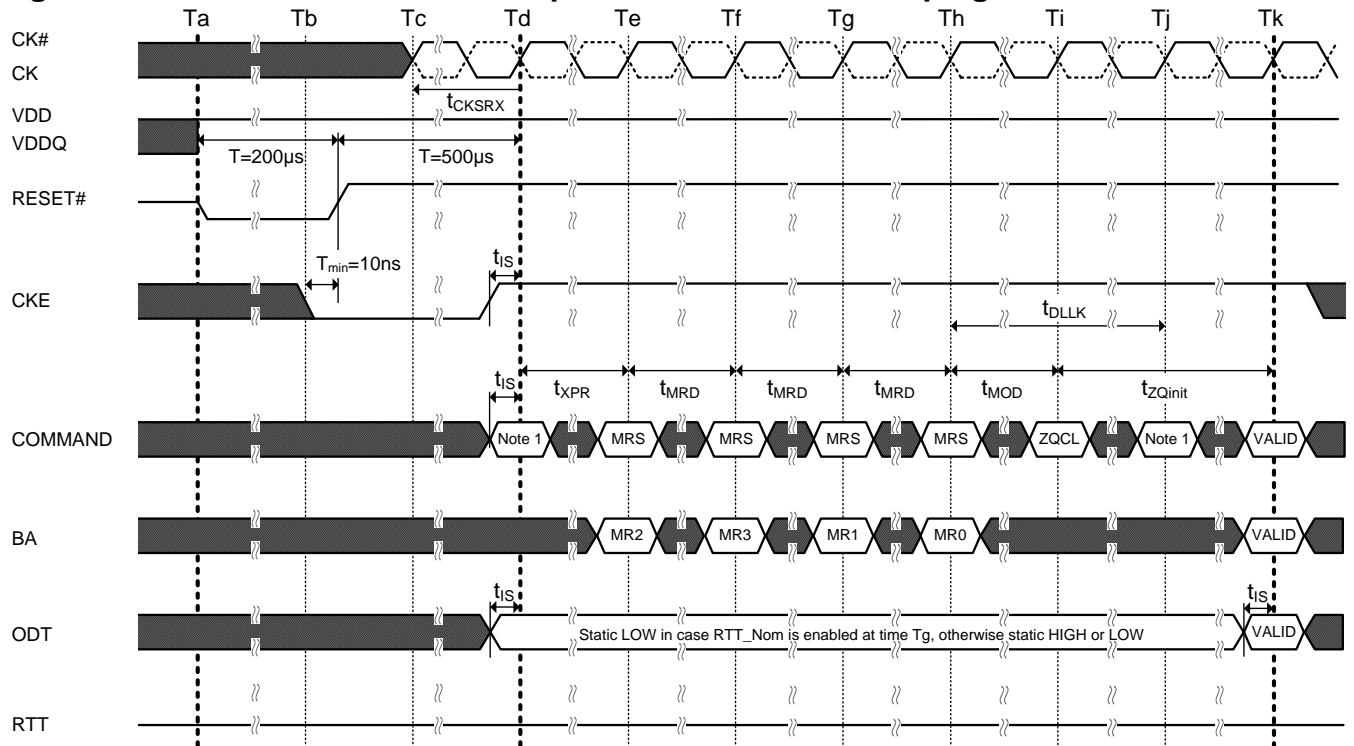 Ta Tb Tc Td Te Tf Tg Th Ti Tj Tk
CK#
CK
tCKSRX
VDD
VDDQ
T=200µs T=500µs
RESET#
Tmin=10ns tIS
CKE
tDLLK
tIS tXPR tMRD tMRD tMRD tMOD tZQinit
COMMAND Note 1 MRS MRS MRS MRS ZQCL Note 1 VALID
BA MR2 MR3 MR1 MR0 VALID
tIS tIS
ODT Static LOW in case RTT_Nom is enabled at time Tg, otherwise static HIGH or LOW VALID
RTT